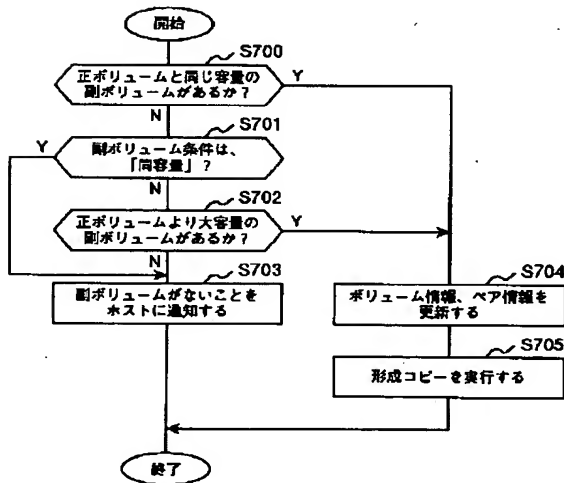 開始
S700
正ボリュームと同じ容量の
副ボリュームがあるか？
Y
N
S701
副ボリューム条件は、
「同容量」？
Y
N
S702
正ボリュームより大容量の
副ボリュームがあるか？
Y
N
S703
副ボリュームがないことを
ホストに通知する
S704
ボリューム情報、ペア情報を
更新する
S705
形成コピーを実行する
終了